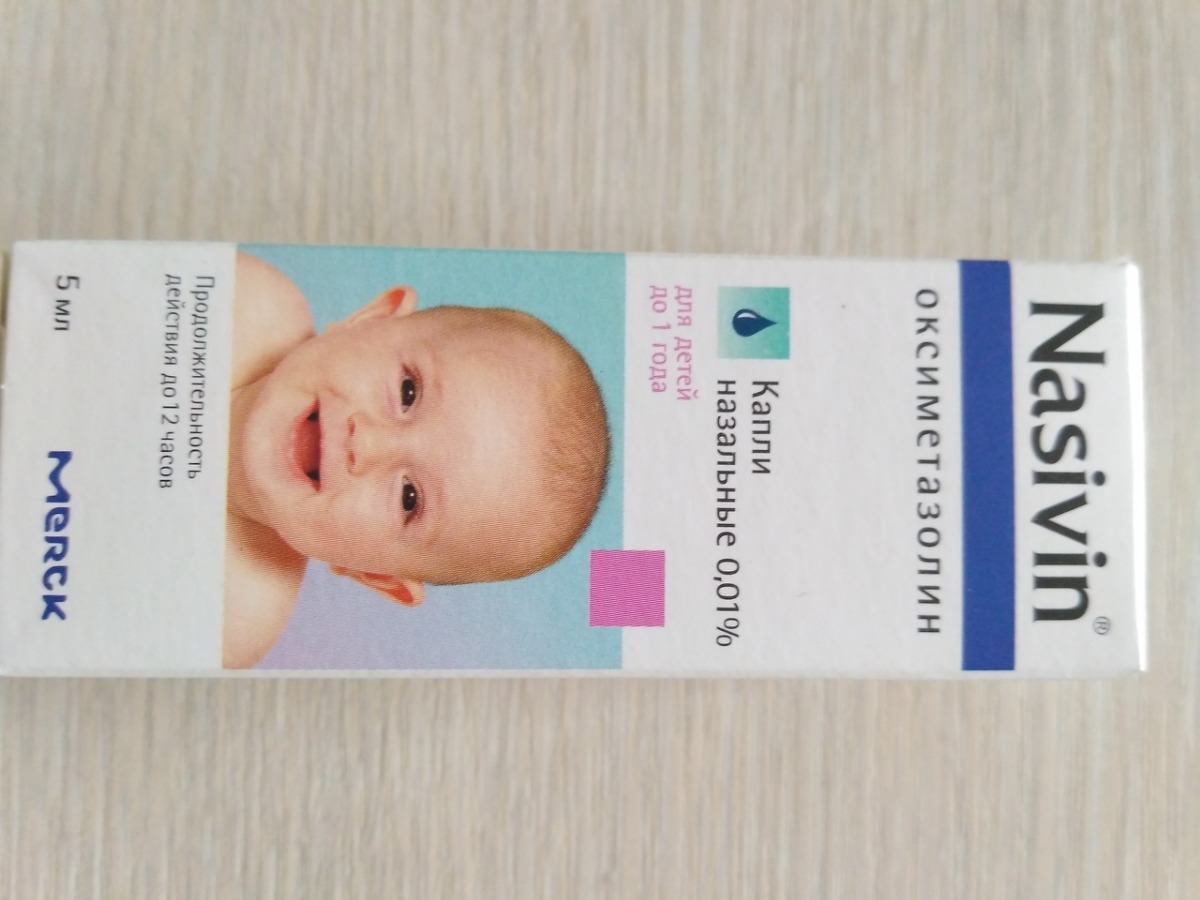 Nasivin®
оксиметазолин
Капли
назальные 0,01%
для детей
до 1 года
Продолжительность
действия до 12 часов
5 мл
Merck